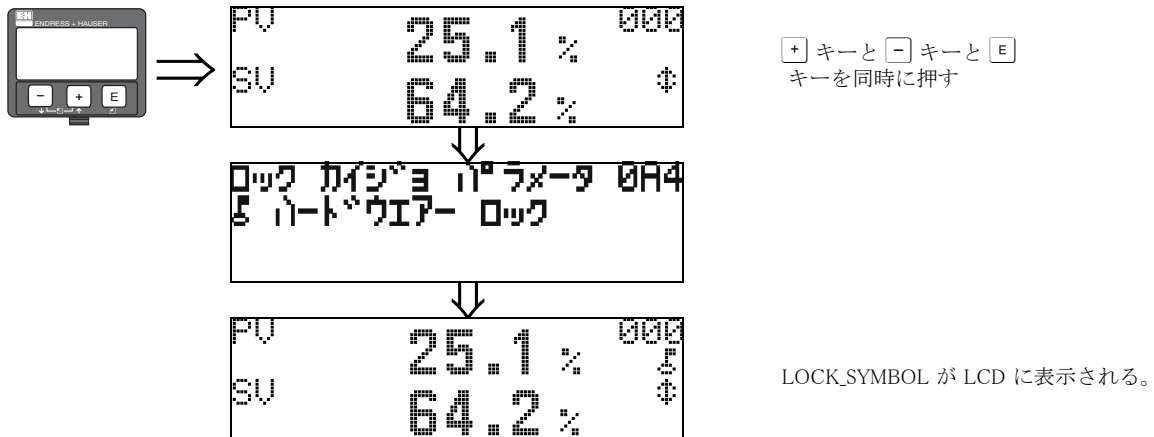 E+H
ENDRESS + HAUSER
- + E
PV 25.1 % 000
SV 64.2 %
+ キーと - キーと E
キーを同時に押す
ロック カイジョ パラメータ 0A4
ハードウエアー ロック
PV 25.1 % 000
SV 64.2 %
LOCK_SYMBOL が LCD に表示される。